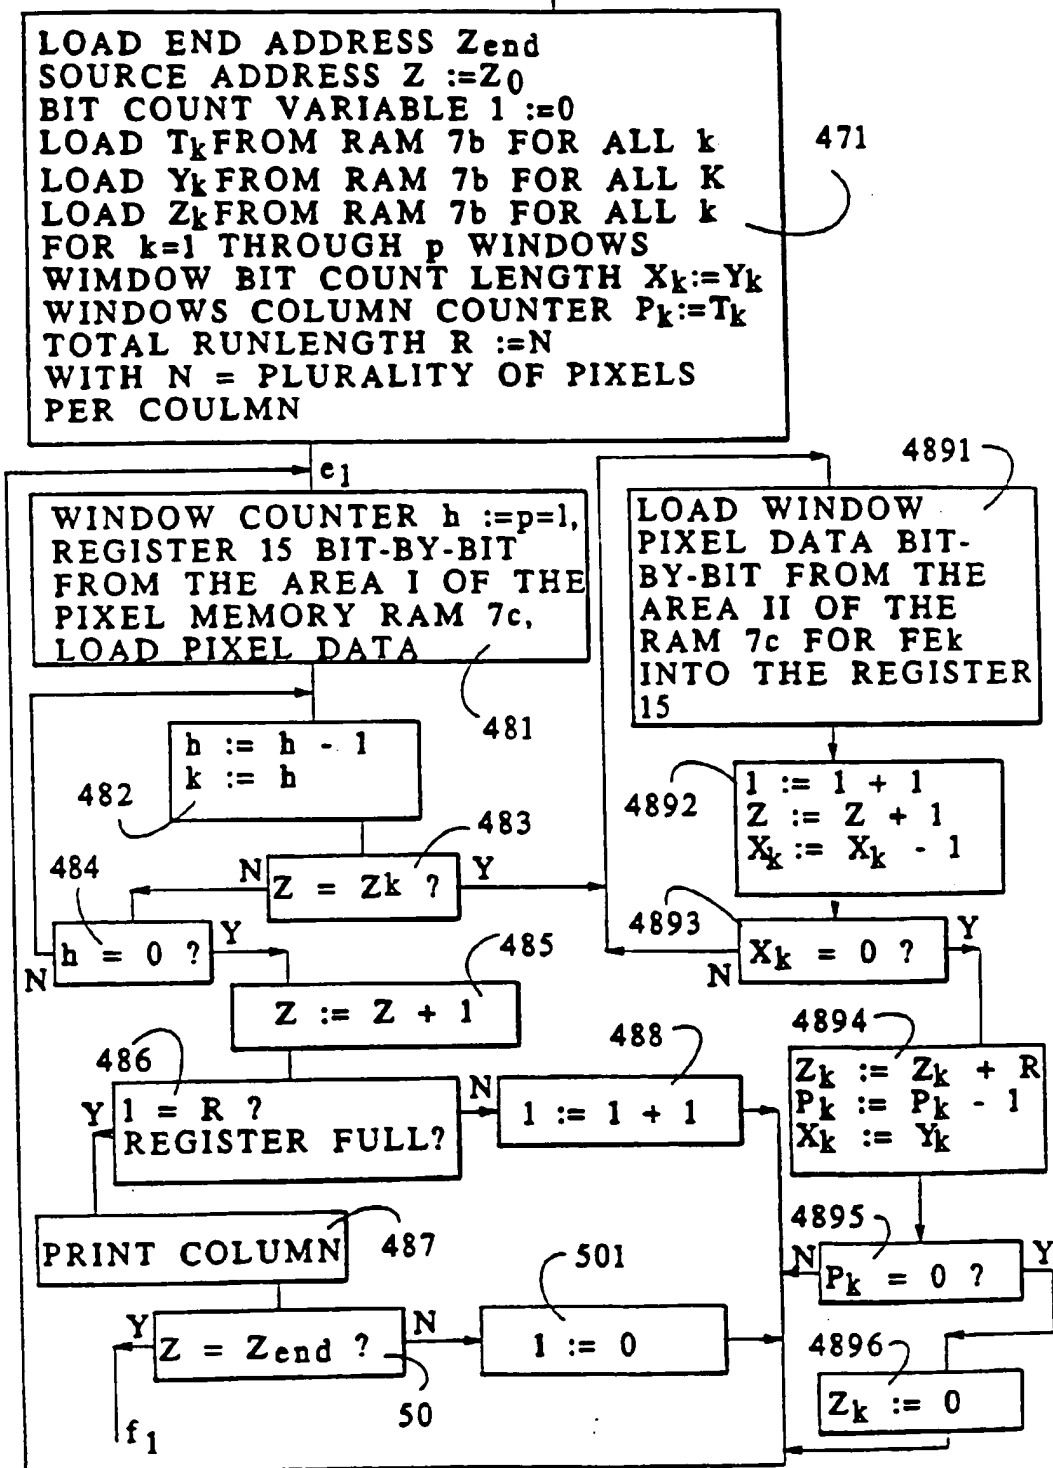 LOAD END ADDRESS Zend
SOURCE ADDRESS Z :=Z0
BIT COUNT VARIABLE 1 :=0
LOAD Tk FROM RAM 7b FOR ALL k
LOAD Yk FROM RAM 7b FOR ALL K
LOAD Zk FROM RAM 7b FOR ALL k
FOR k=1 THROUGH p WINDOWS
WIMDOW BIT COUNT LENGTH Xk:=Yk
WINDOWS COLUMN COUNTER Pk:=Tk
TOTAL RUNLENGTH R :=N
WITH N = PLURALITY OF PIXELS
PER COULMN
471
e1
WINDOW COUNTER h :=p=1,
REGISTER 15 BIT-BY-BIT
FROM THE AREA I OF THE
PIXEL MEMORY RAM 7c,
LOAD PIXEL DATA
481
h := h - 1
k := h
482
483
N
Z = Zk ?
Y
484
h = 0 ?
Y
N
485
Z := Z + 1
486
1 = R ?
REGISTER FULL?
Y
N
488
1 := 1 + 1
PRINT COLUMN
487
Y
Z = Zend ?
N
50
501
1 := 0
f1
4891
LOAD WINDOW
PIXEL DATA BIT-
BY-BIT FROM THE
AREA II OF THE
RAM 7c FOR FEk
INTO THE REGISTER
15
4892
1 := 1 + 1
Z := Z + 1
Xk := Xk - 1
4893
Xk = 0 ?
Y
N
4894
Zk := Zk + R
Pk := Pk - 1
Xk := Yk
4895
N
Pk = 0 ?
Y
4896
Zk := 0